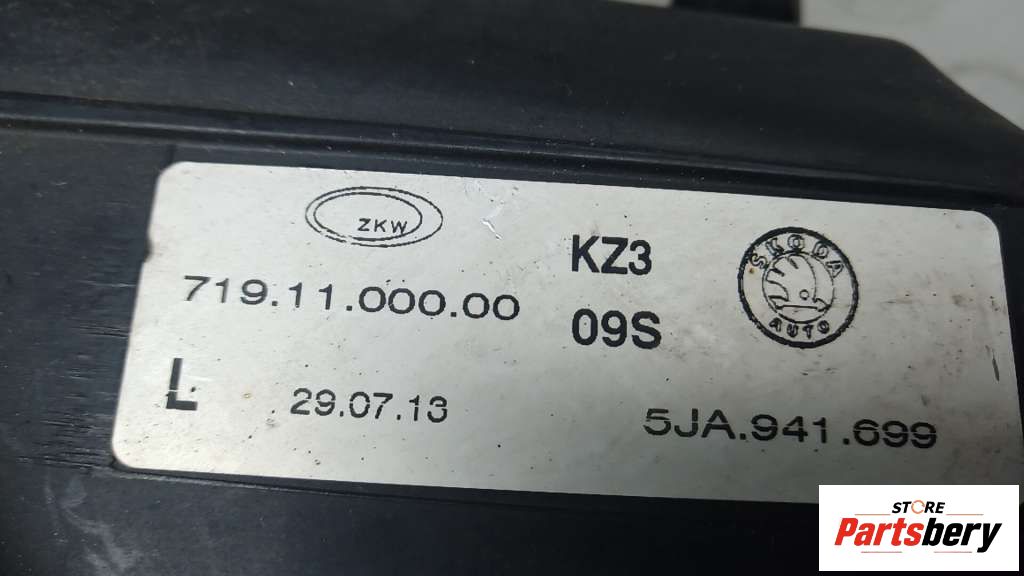 ZKW
KZ3
SKODA
AUTO
719.11.000.00
09S
L
29.07.13
5JA.941.699
STORE
Partsbery